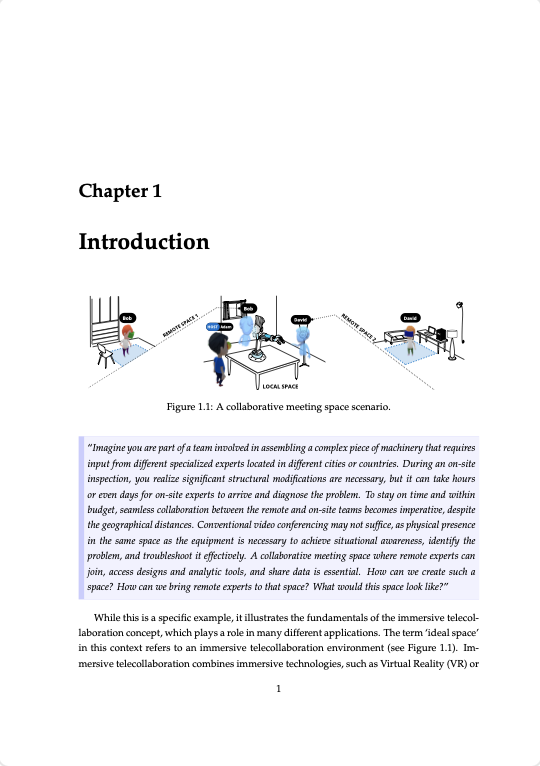 Chapter 1
Introduction
Bob
REMOTE SPACE 1
HOST Adam
Bob
David
REMOTE SPACE 2
David
LOCAL SPACE
Figure 1.1: A collaborative meeting space scenario.
“Imagine you are part of a team involved in assembling a complex piece of machinery that requires
input from different specialized experts located in different cities or countries. During an on-site
inspection, you realize significant structural modifications are necessary, but it can take hours
or even days for on-site experts to arrive and diagnose the problem. To stay on time and within
budget, seamless collaboration between the remote and on-site teams becomes imperative, despite
the geographical distances. Conventional video conferencing may not suffice, as physical presence
in the same space as the equipment is necessary to achieve situational awareness, identify the
problem, and troubleshoot it effectively. A collaborative meeting space where remote experts can
join, access designs and analytic tools, and share data is essential. How can we create such a
space? How can we bring remote experts to that space? What would this space look like?”
While this is a specific example, it illustrates the fundamentals of the immersive telecol-
laboration concept, which plays a role in many different applications. The term ‘ideal space’
in this context refers to an immersive telecollaboration environment (see Figure 1.1). Im-
mersive telecollaboration combines immersive technologies, such as Virtual Reality (VR) or
1